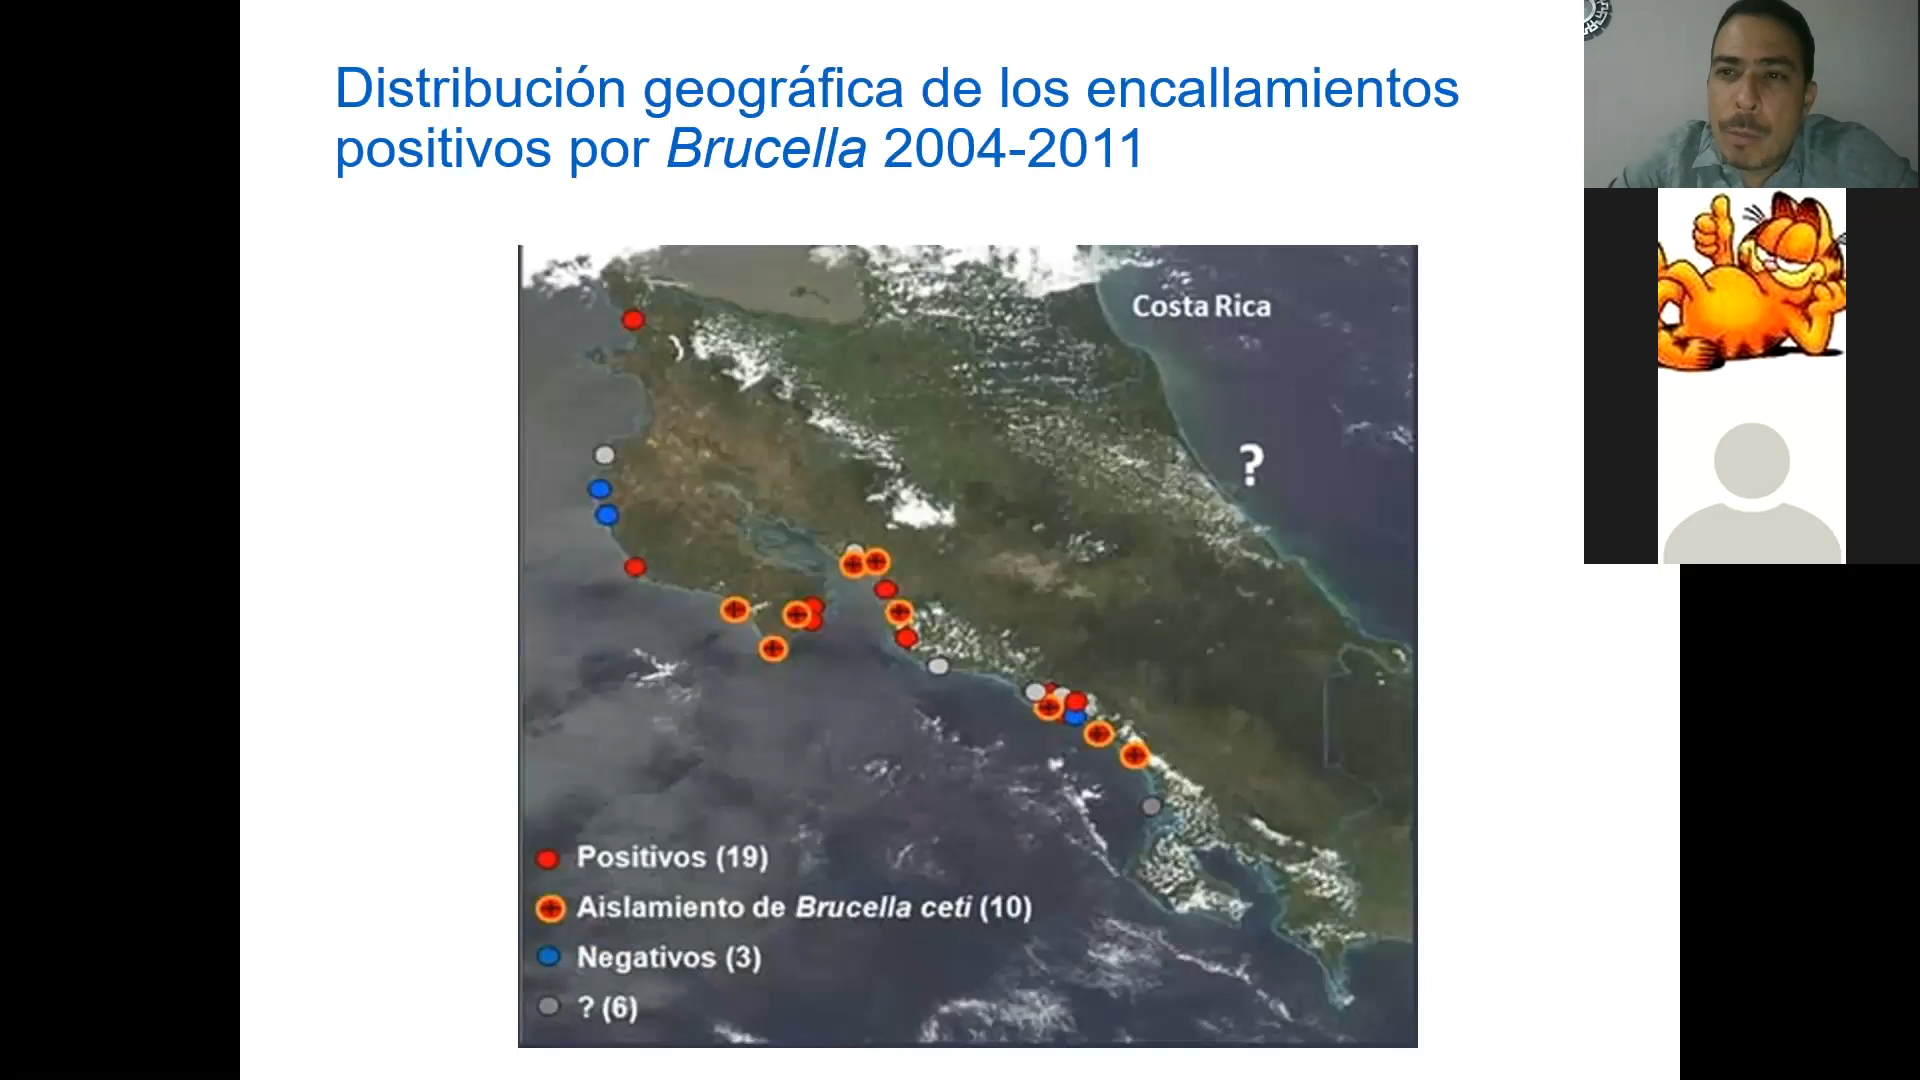 Distribución geográfica de los encallamientos
positivos por Brucella 2004-2011
Costa Rica
?
Positivos (19)
Aislamiento de Brucella ceti (10)
Negativos (3)
? (6)